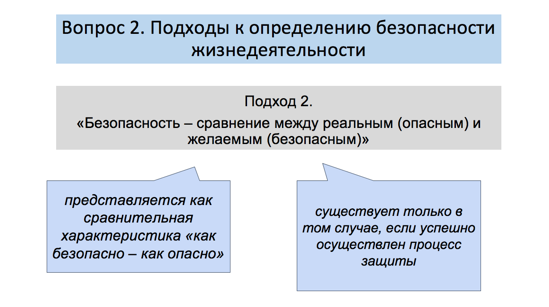 Вопрос 2. Подходы к определению безопасности
жизнедеятельности
Подход 2.
«Безопасность – сравнение между реальным (опасным) и
желаемым (безопасным)»
представляется как
сравнительная
характеристика «как
безопасно – как опасно»
существует только в
том случае, если успешно
осуществлен процесс
защиты